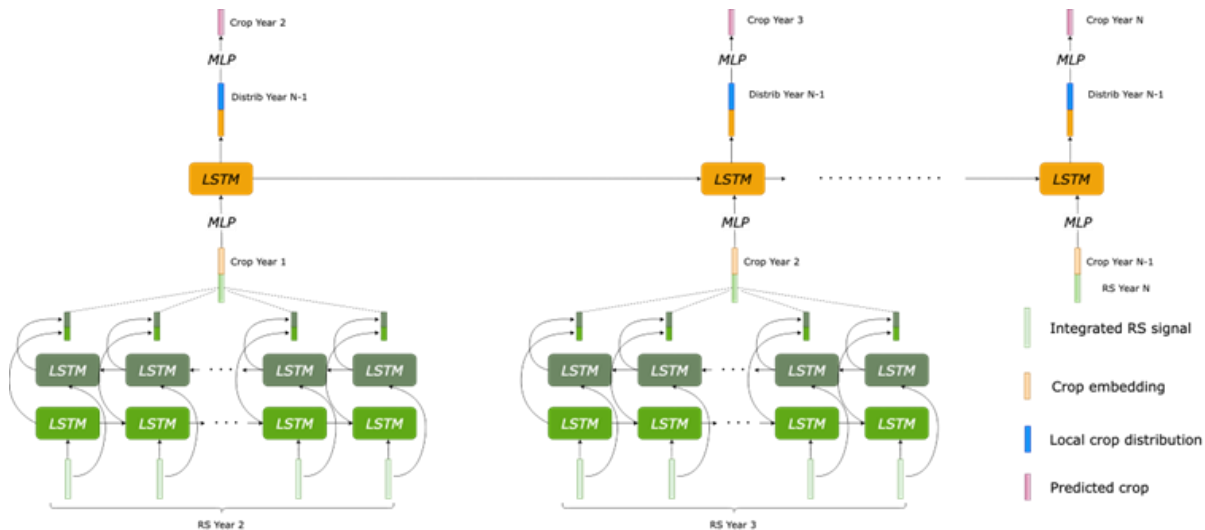 Crop Year 2
Crop Year 3
Crop Year N
MLP
MLP
MLP
Distrib Year N-1
Distrib Year N-1
Distrib Year N-1
LSTM
LSTM
LSTM
MLP
MLP
MLP
Crop Year 1
Crop Year 2
Crop Year N-1
RS Year N
Integrated RS signal
LSTM
LSTM
LSTM
LSTM
LSTM
LSTM
LSTM
LSTM
Crop embedding
LSTM
LSTM
LSTM
LSTM
LSTM
LSTM
LSTM
LSTM
Local crop distribution
Predicted crop
RS Year 2
RS Year 3